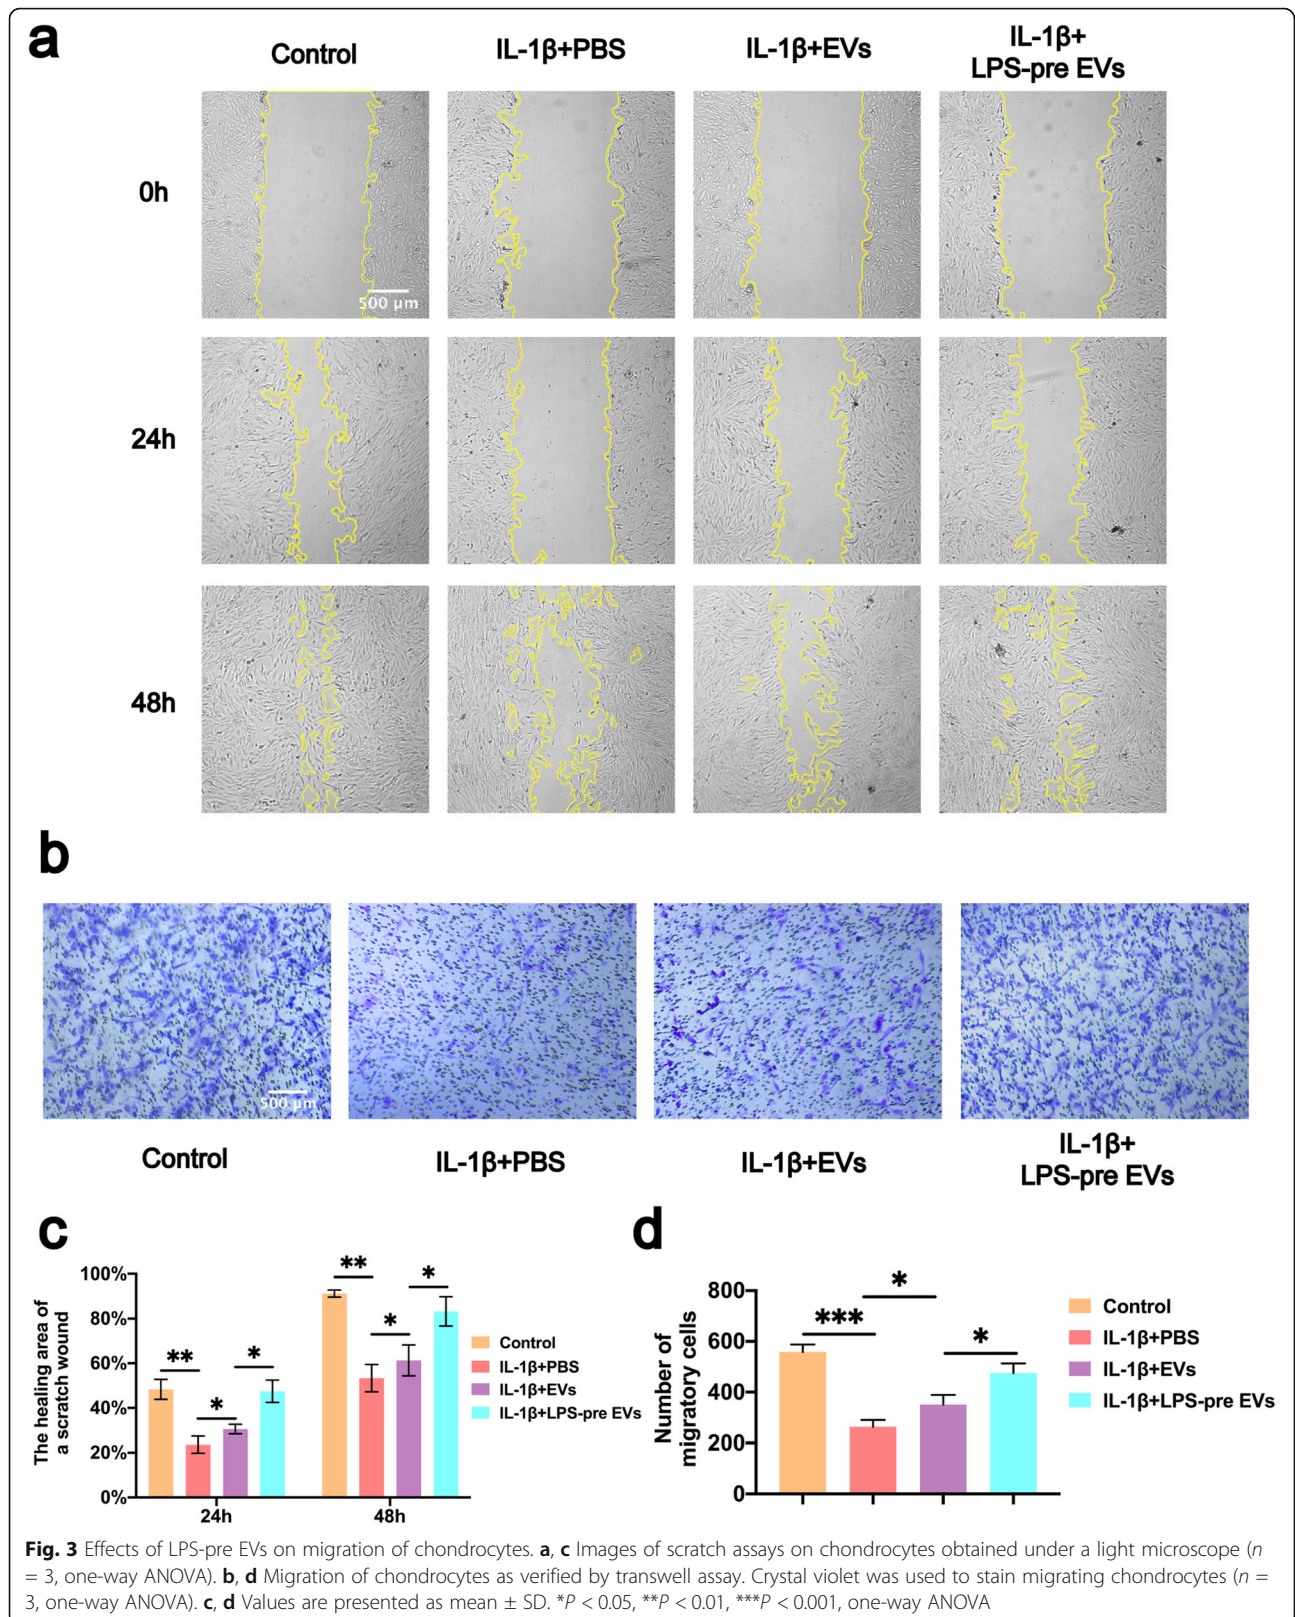 a
Control
IL-1β+PBS
IL-1β+EVs
IL-1β+
LPS-pre EVs
0h
500 µm
24h
48h
b
500 µm
Control
IL-1β+PBS
IL-1β+EVs
IL-1β+
LPS-pre EVs
c
The healing area of
a scratch wound
100%
80%
60%
40%
20%
0%
**
*
*
**
*
*
24h
48h
Control
IL-1β+PBS
IL-1β+EVs
IL-1β+LPS-pre EVs
d
Number of
migratory cells
800
600
400
200
0
***
*
*
Control
IL-1β+PBS
IL-1β+EVs
IL-1β+LPS-pre EVs
Fig. 3 Effects of LPS-pre EVs on migration of chondrocytes. a, c Images of scratch assays on chondrocytes obtained under a light microscope (n
= 3, one-way ANOVA). b, d Migration of chondrocytes as verified by transwell assay. Crystal violet was used to stain migrating chondrocytes (n =
3, one-way ANOVA). c, d Values are presented as mean ± SD. *P < 0.05, **P < 0.01, ***P < 0.001, one-way ANOVA